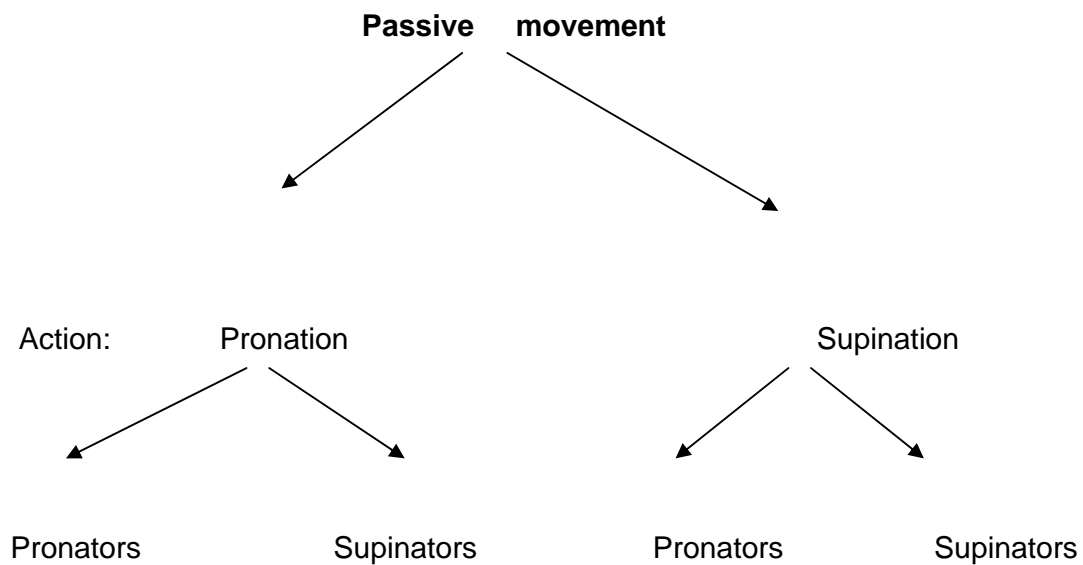 Passive movement
Action: Pronation Supination
Pronators Supinators Pronators Supinators